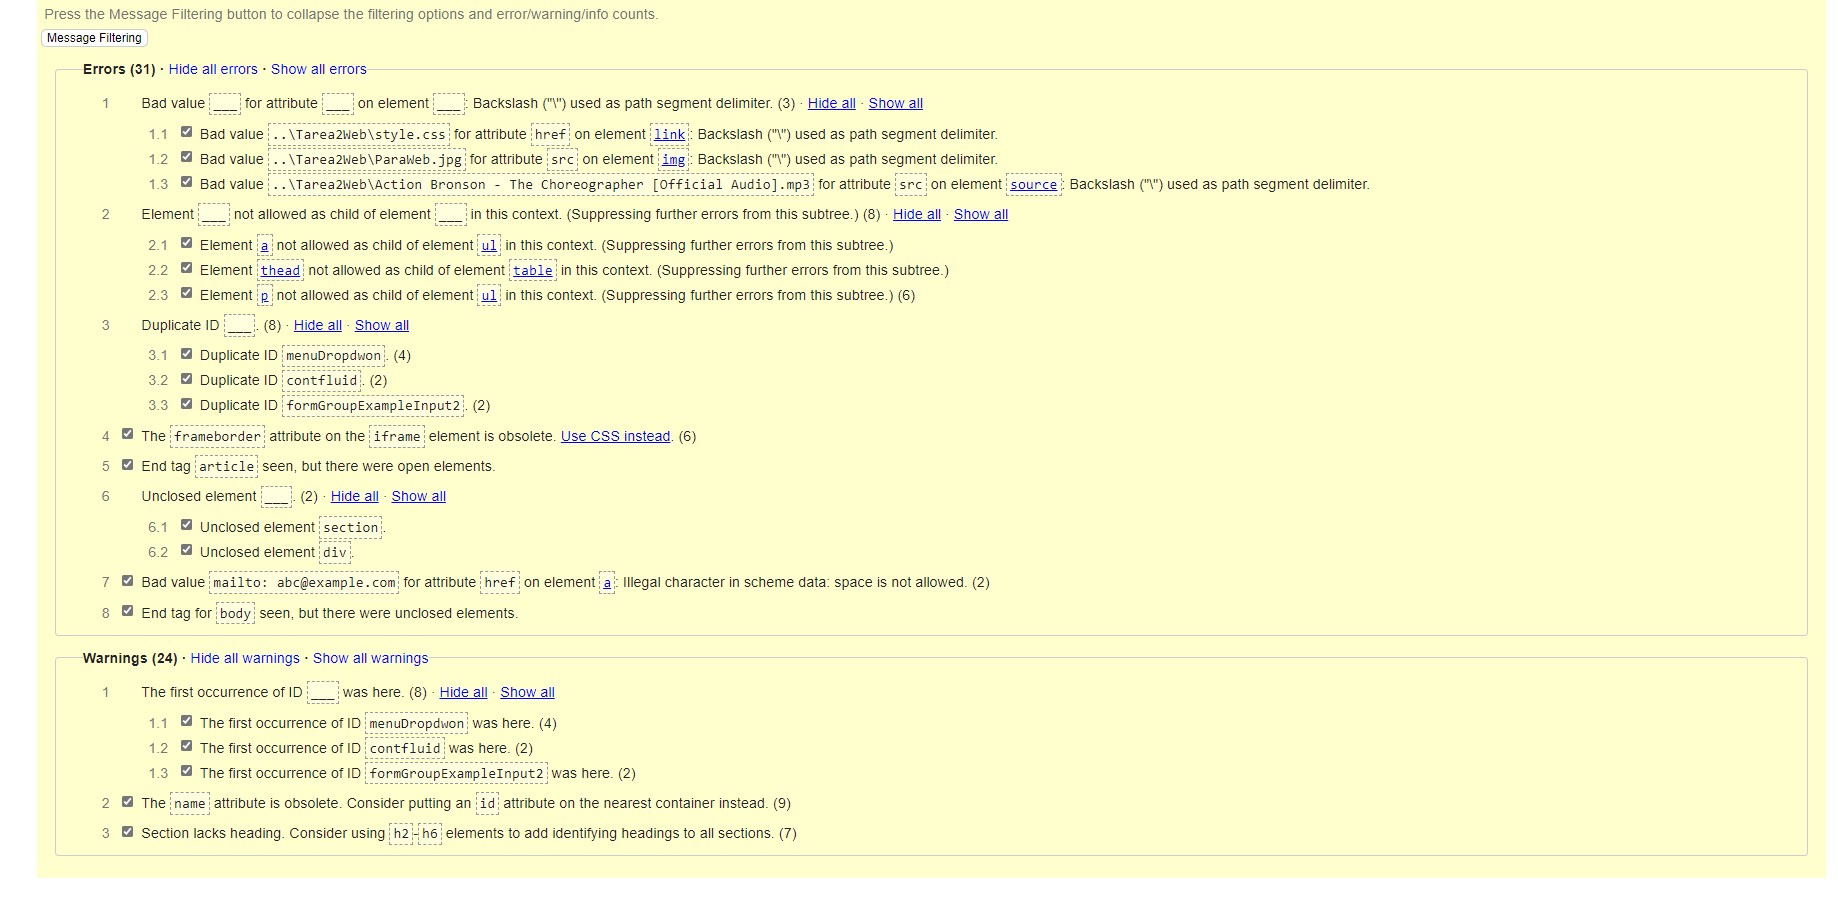 Press the Message Filtering button to collapse the filtering options and error/warning/info counts.
Message Filtering
Errors (31) · Hide all errors · Show all errors
1 Bad value ___ for attribute ___ on element ___: Backslash ("\") used as path segment delimiter. (3) · Hide all · Show all
1.1 Bad value ..\Tarea2Web\style.css for attribute href on element link: Backslash ("\") used as path segment delimiter.
1.2 Bad value ..\Tarea2Web\ParaWeb.jpg for attribute src on element img: Backslash ("\") used as path segment delimiter.
1.3 Bad value ..\Tarea2Web\Action Bronson - The Choreographer [Official Audio].mp3 for attribute src on element source: Backslash ("\") used as path segment delimiter.
2 Element ___ not allowed as child of element ___ in this context. (Suppressing further errors from this subtree.) (8) · Hide all · Show all
2.1 Element a not allowed as child of element ul in this context. (Suppressing further errors from this subtree.)
2.2 Element thead not allowed as child of element table in this context. (Suppressing further errors from this subtree.)
2.3 Element p not allowed as child of element ul in this context. (Suppressing further errors from this subtree.) (6)
3 Duplicate ID ___. (8) · Hide all · Show all
3.1 Duplicate ID menuDropdwon. (4)
3.2 Duplicate ID contfluid. (2)
3.3 Duplicate ID formGroupExampleInput2. (2)
4 The frameborder attribute on the iframe element is obsolete. Use CSS instead. (6)
5 End tag article seen, but there were open elements.
6 Unclosed element ___. (2) · Hide all · Show all
6.1 Unclosed element section.
6.2 Unclosed element div.
7 Bad value mailto: abc@example.com for attribute href on element a: Illegal character in scheme data: space is not allowed. (2)
8 End tag for body seen, but there were unclosed elements.
Warnings (24) · Hide all warnings · Show all warnings
1 The first occurrence of ID ___ was here. (8) · Hide all · Show all
1.1 The first occurrence of ID menuDropdwon was here. (4)
1.2 The first occurrence of ID contfluid was here. (2)
1.3 The first occurrence of ID formGroupExampleInput2 was here. (2)
2 The name attribute is obsolete. Consider putting an id attribute on the nearest container instead. (9)
3 Section lacks heading. Consider using h2-h6 elements to add identifying headings to all sections. (7)